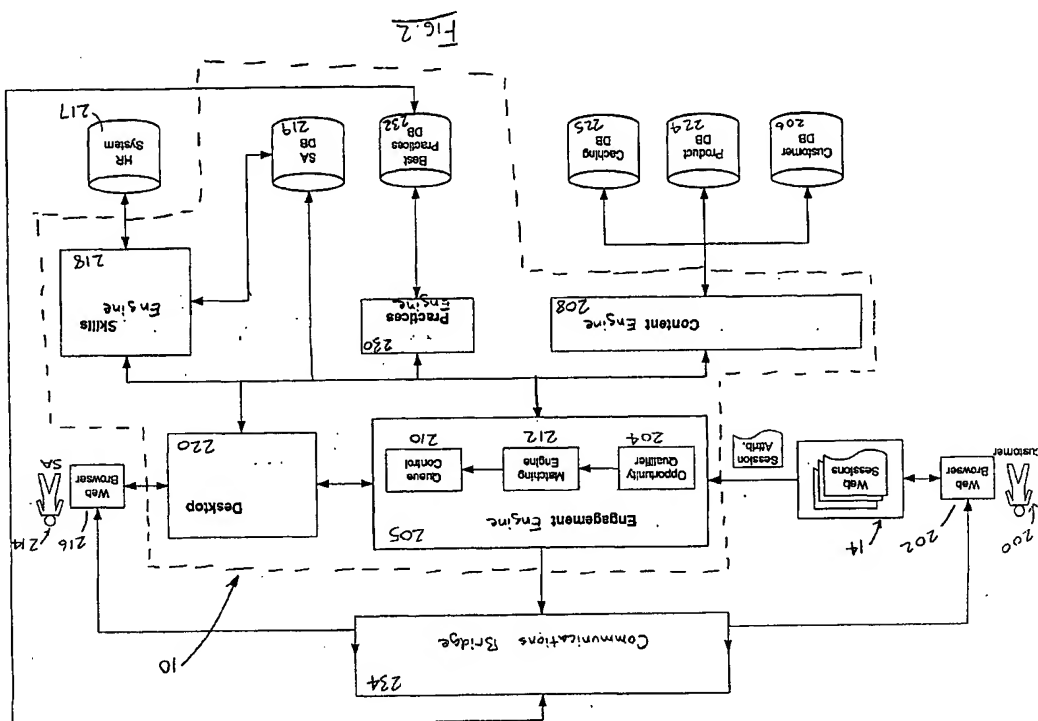 FIG. 2
217
HR
System
219
SA
DB
232
Best
Practices
DB
225
Caching
DB
224
Product
DB
206
Customer
DB
218
Skills
Engine
230
Practices
Engine
208
Content Engine
220
Desktop
210
Queue
Control
212
Matching
Engine
204
Opportunity
Qualifier
205
Engagement Engine
Session
Attrib.
Web
Sessions
14
Web
Browser
202
Customer
200
SA
214
Web
Browser
216
10
Communications
Bridge
234